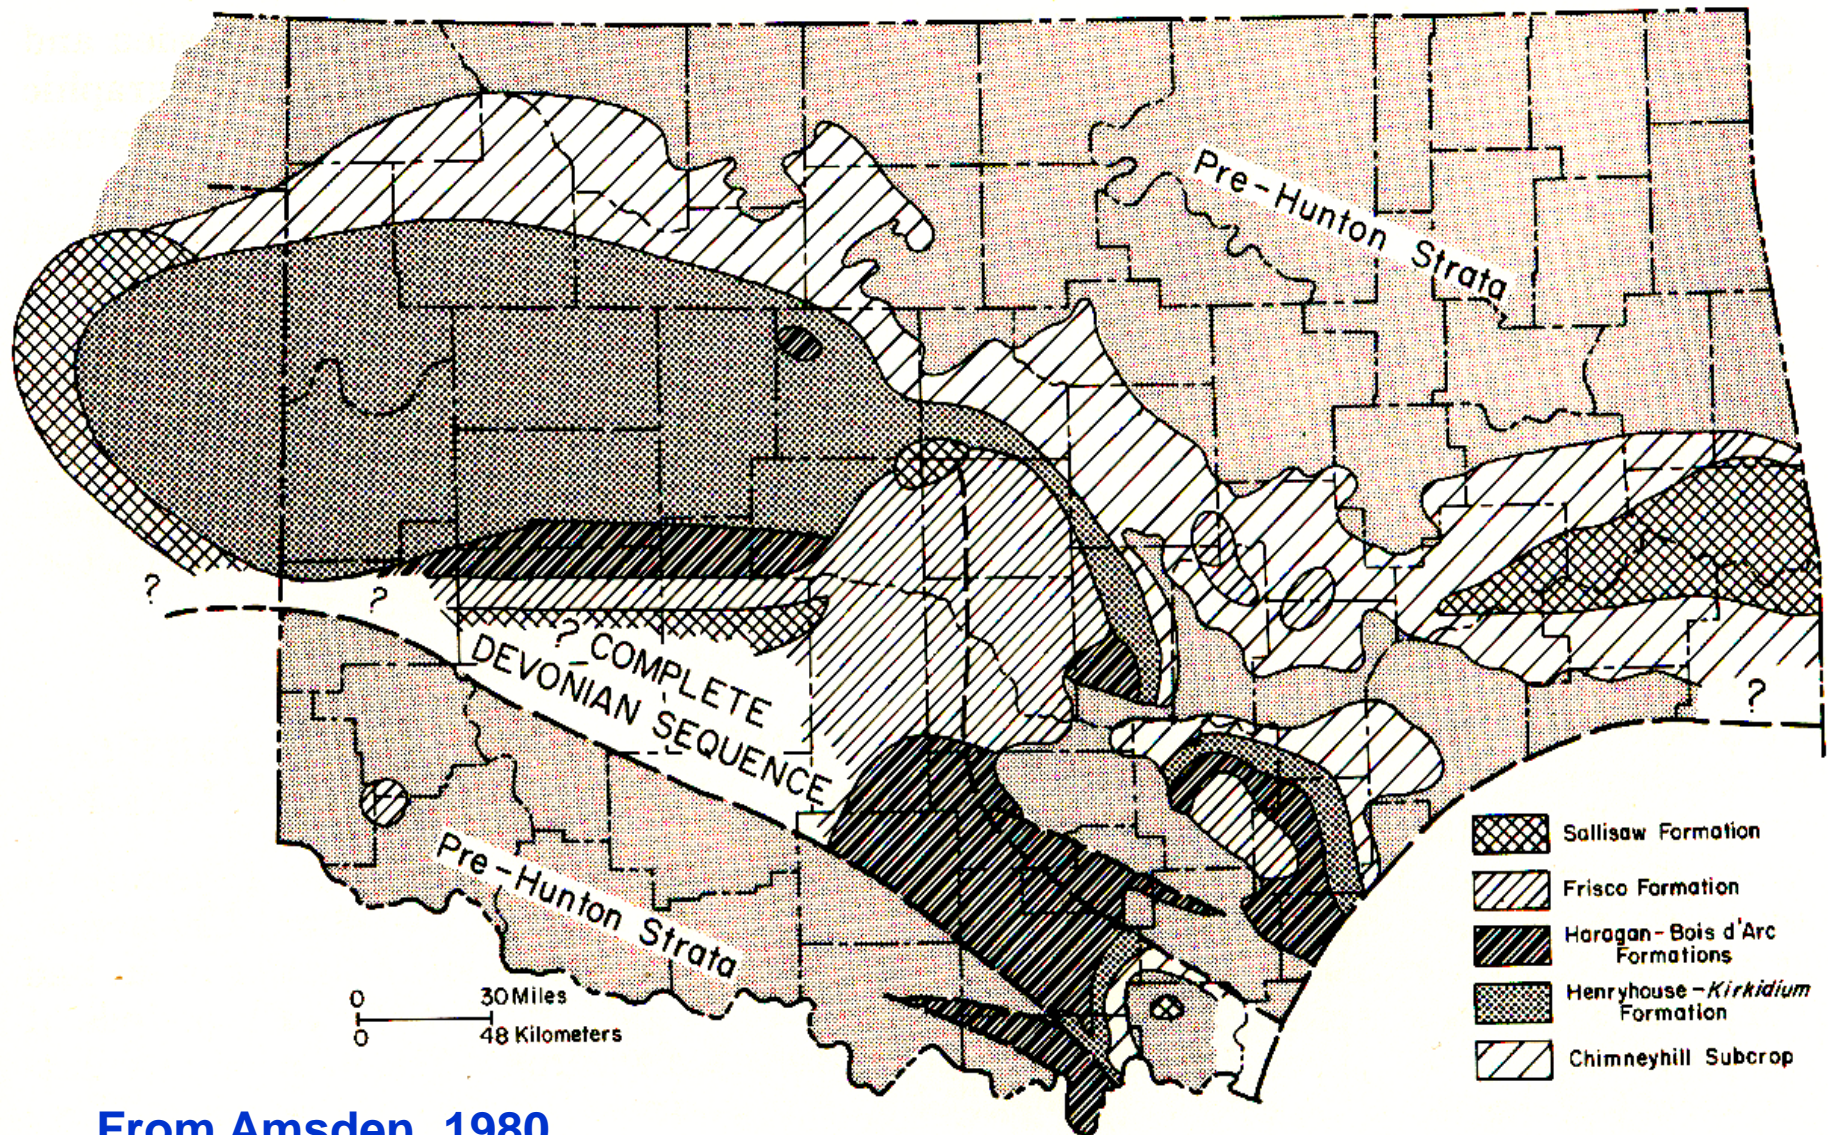 Pre-Hunton Strata
?
?
? COMPLETE
DEVONIAN SEQUENCE
?
Pre-Hunton Strata
0 30 Miles
0 48 Kilometers
Sallisaw Formation
Frisco Formation
Haragan-Bois d'Arc
Formations
Henryhouse-Kirkidium
Formation
Chimneyhill Subcrop
From Amsden, 1980